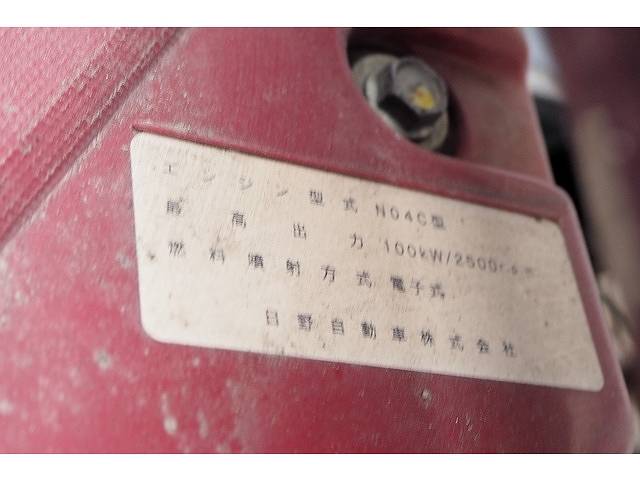 エンジン型式 N04C型
最高出力 100kW/2500r.p.m
燃料噴射方式 電子式
日野自動車株式会社